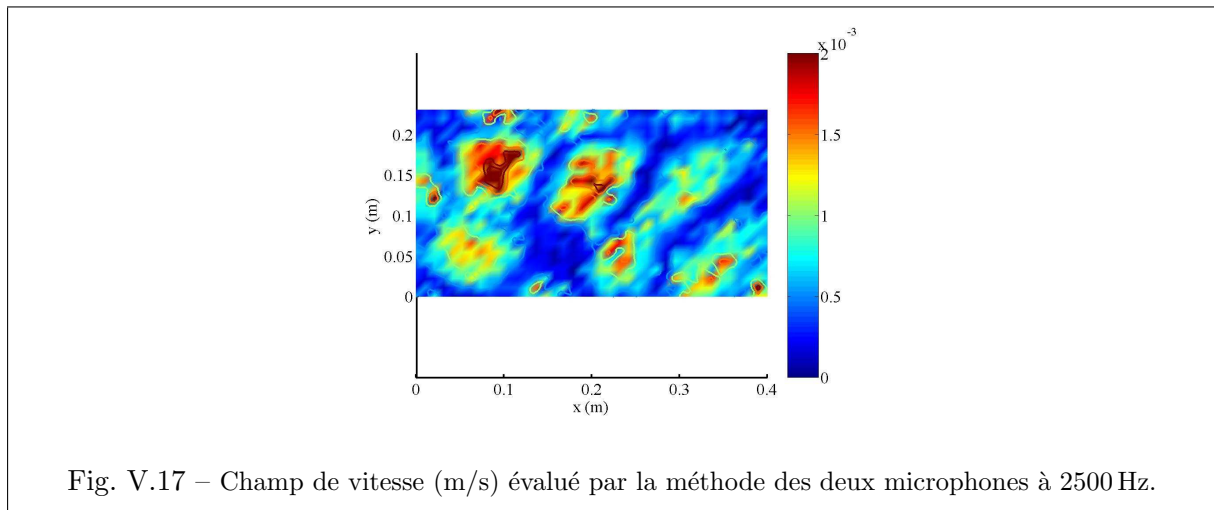 x 10⁻³
2
1.5
1
0.5
0
0.2
0.15
0.1
0.05
0
y (m)
0 0.1 0.2 0.3 0.4
x (m)
Fig. V.17 – Champ de vitesse (m/s) évalué par la méthode des deux microphones à 2500 Hz.